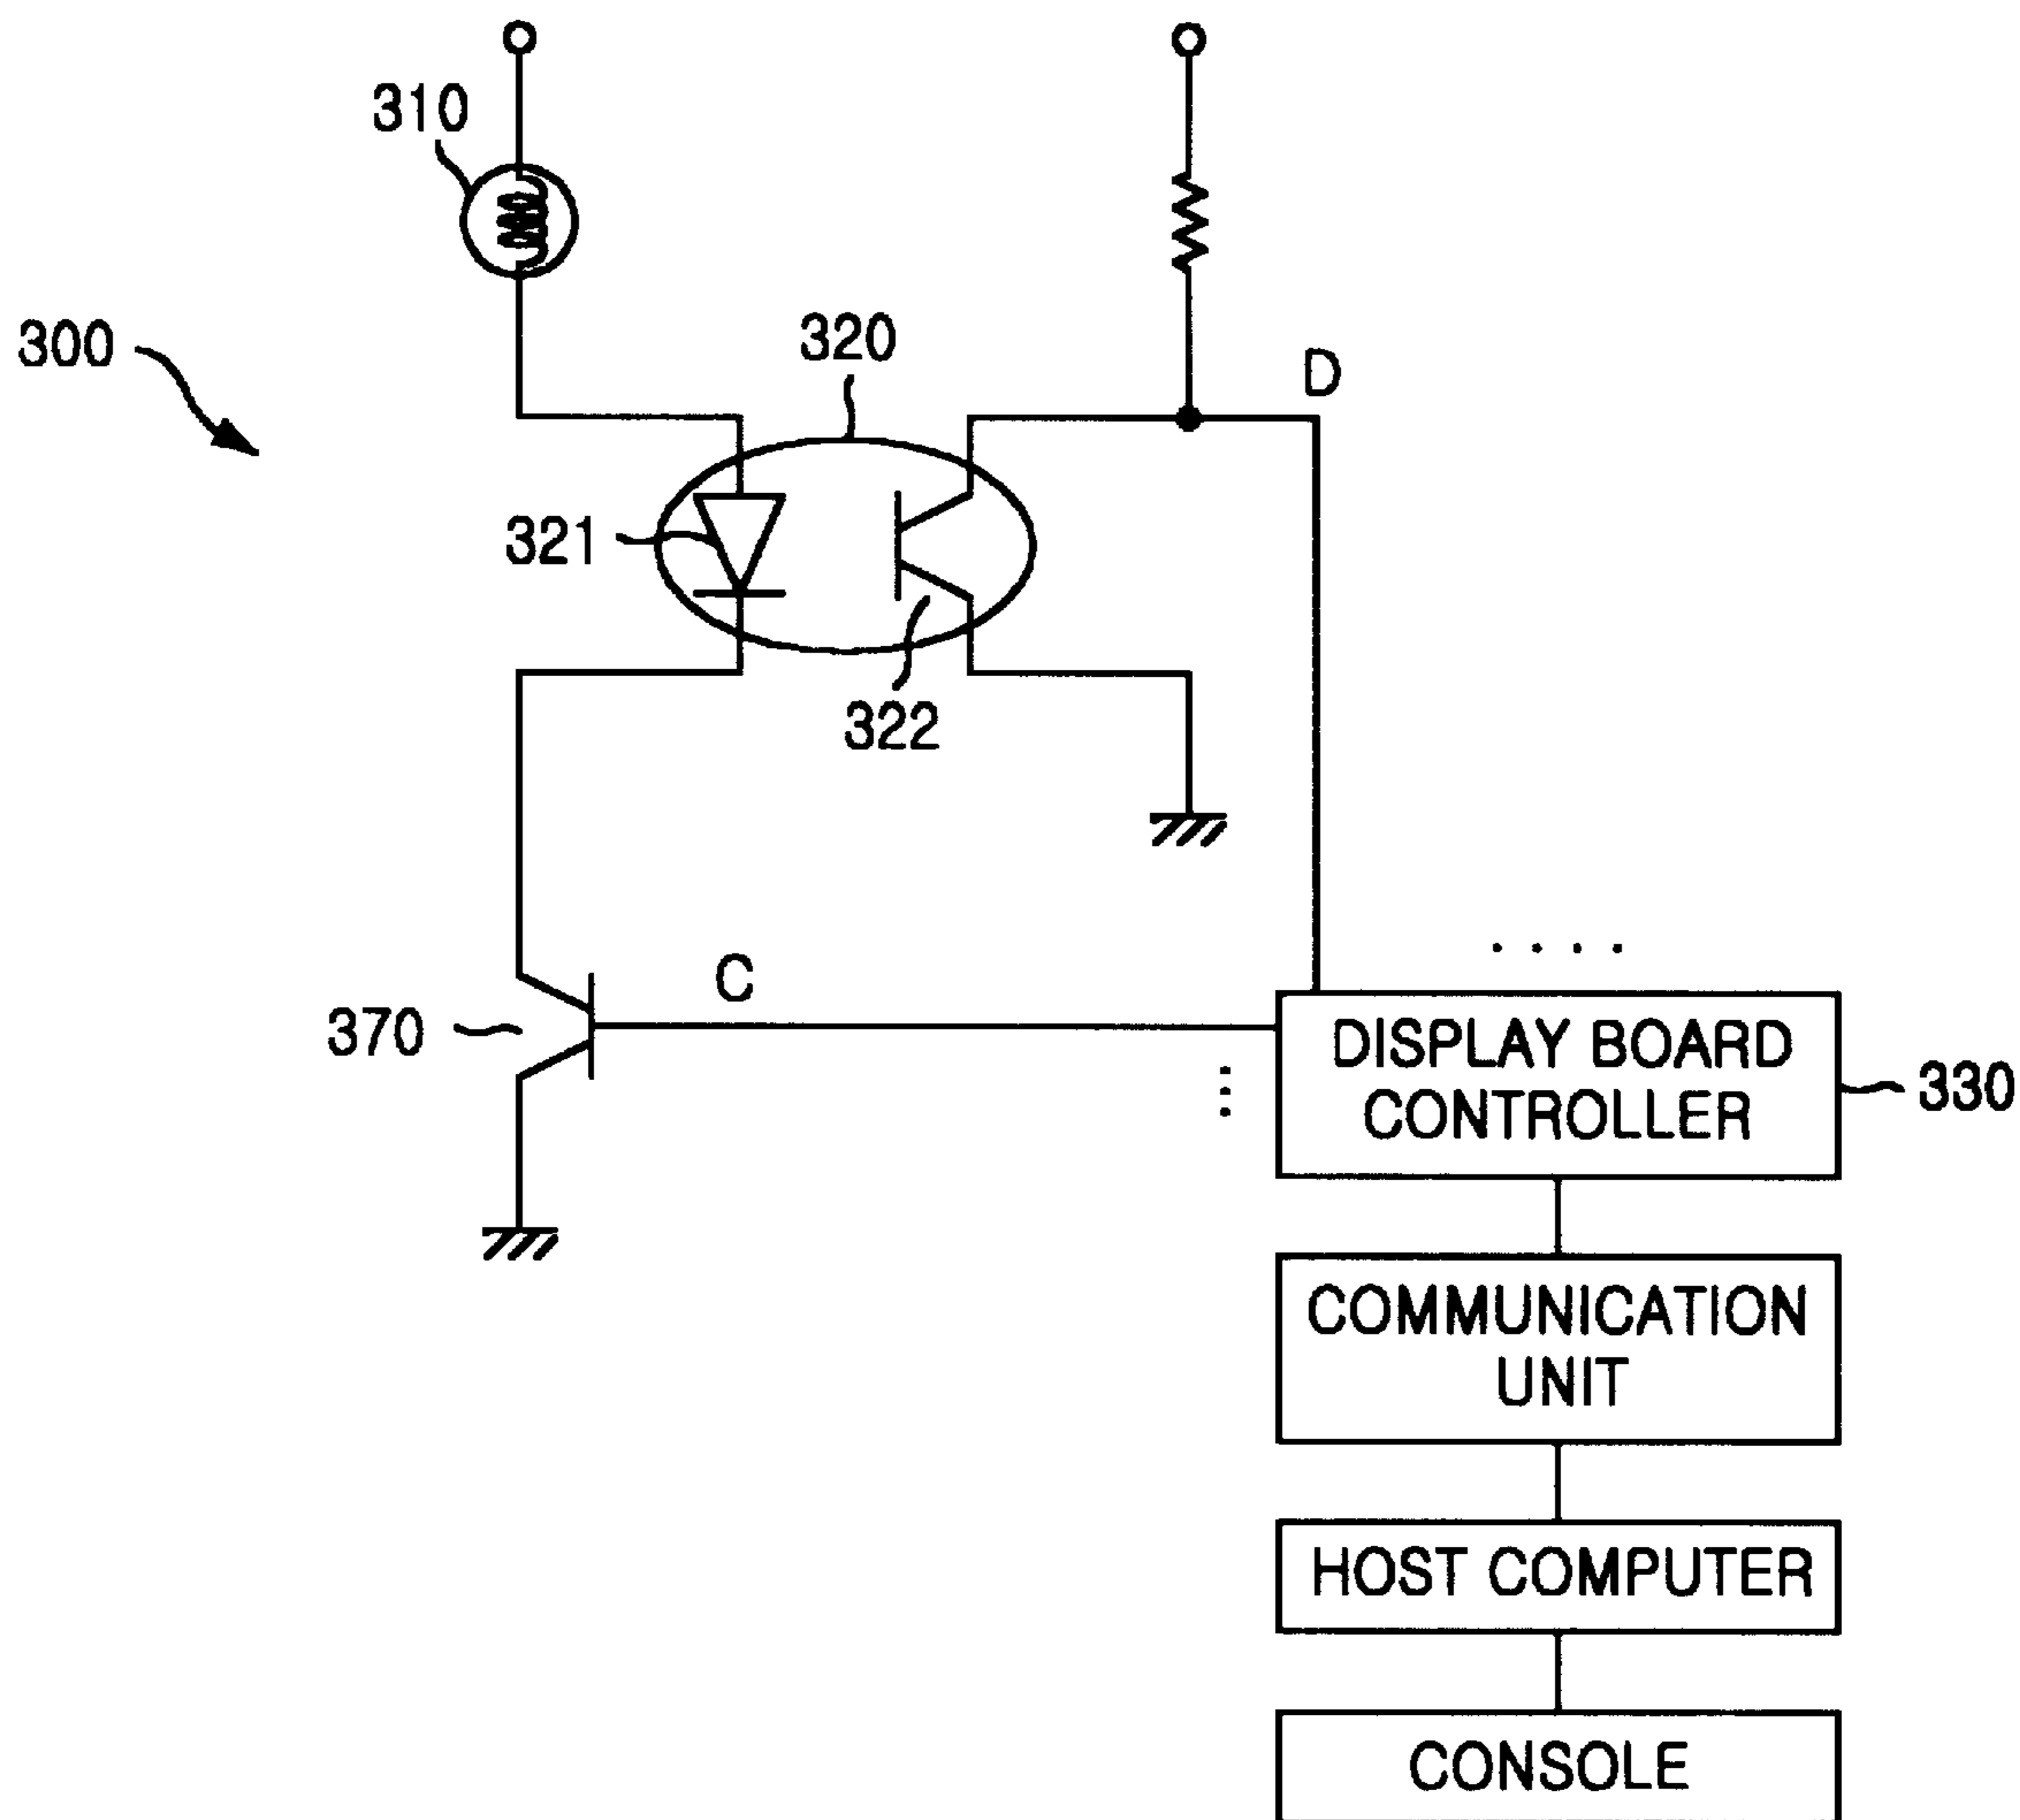 310
300
320
D
321
322
C
370
DISPLAY BOARD
CONTROLLER
330
COMMUNICATION
UNIT
HOST COMPUTER
CONSOLE